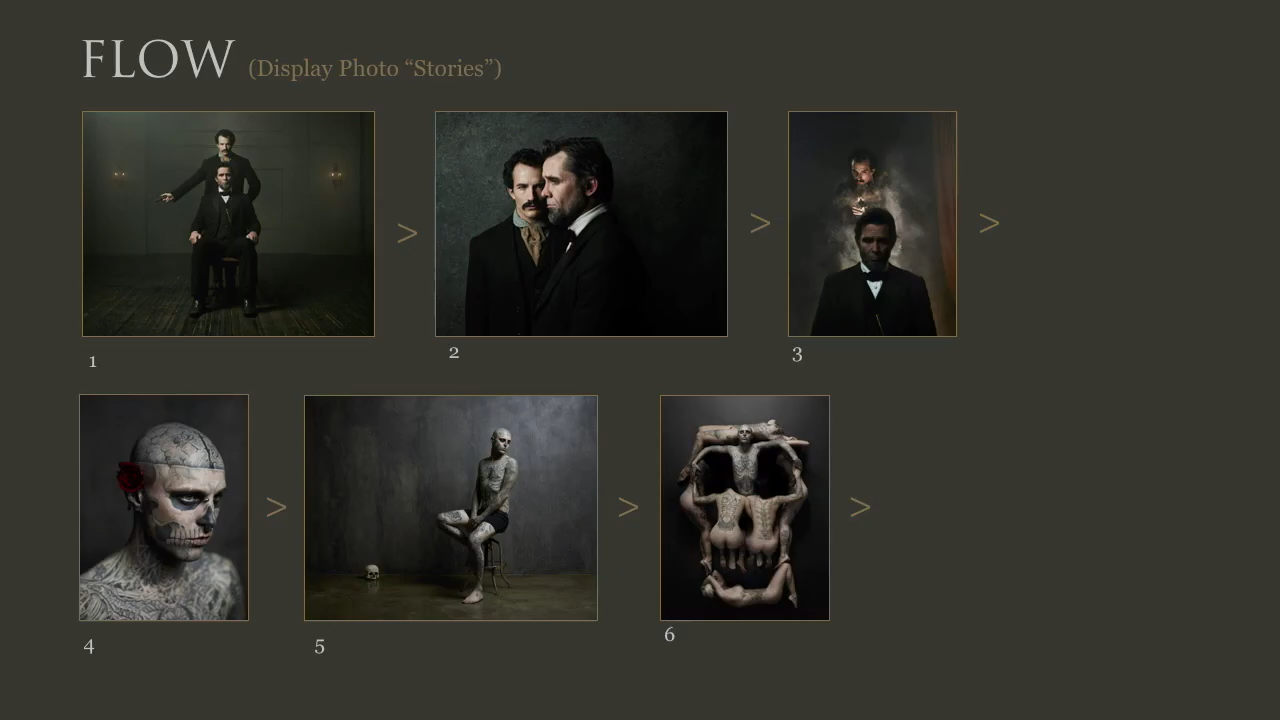 FLOW (Display Photo “Stories”)
> > >
1 2 3
> > >
4 5 6